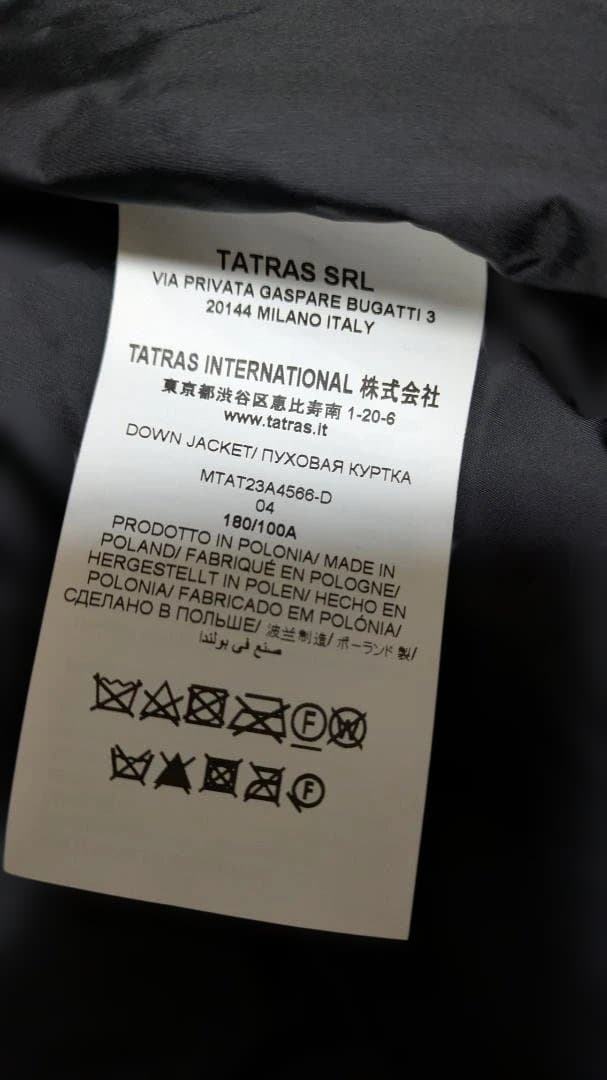 TATRAS SRL
VIA PRIVATA GASPARE BUGATTI 3
20144 MILANO ITALY
TATRAS INTERNATIONAL 株式会社
東京都渋谷区恵比寿南 1-20-6
www.tatras.it
DOWN JACKET/ ПУХОВАЯ КУРТКА
MTAT23A4566-D
04
180/100A
PRODOTTO IN POLONIA/ MADE IN
POLAND/ FABRIQUÉ EN POLOGNE/
HERGESTELLT IN POLEN/ HECHO EN
POLONIA/ FABRICADO EM POLÓNIA/
СДЕЛАНО В ПОЛЬШЕ/ 波兰制造/ ポーランド製/
صنع في بولندا
F W
F